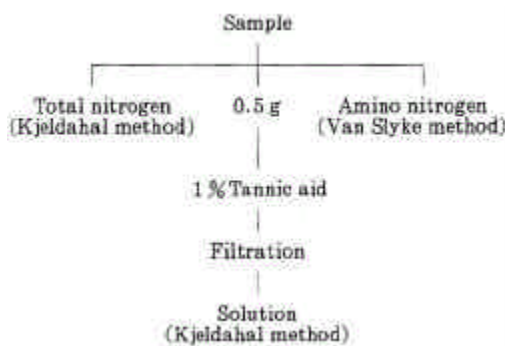 Sample
Total nitrogen 0.5 g Amino nitrogen
(Kjeldahal method) (Van Slyke method)
1 % Tannic aid
Filtration
Solution
(Kjeldahal method)